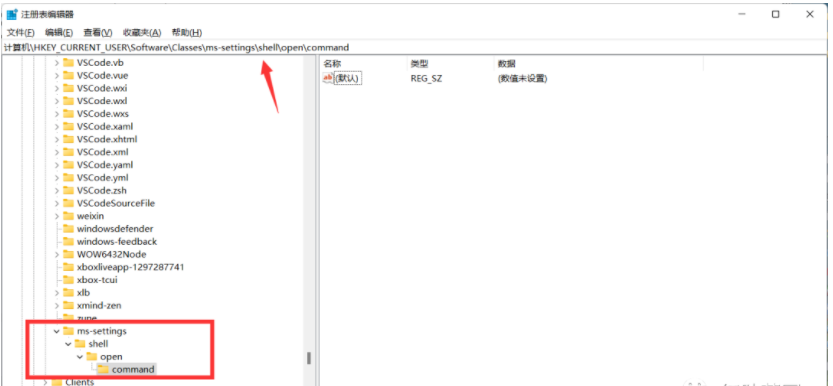 注册表编辑器
文件(F) 编辑(E) 查看(V) 收藏夹(A) 帮助(H)
计算机\HKEY_CURRENT_USER\Software\Classes\ms-settings\shell\open\command
名称 类型 数据
ab (默认) REG_SZ (数值未设置)
VSCode.vb
VSCode.vue
VSCode.wxi
VSCode.wxl
VSCode.wxs
VSCode.xaml
VSCode.xhtml
VSCode.xml
VSCode.yaml
VSCode.yml
VSCode.zsh
VSCodeSourceFile
weixin
windowsdefender
windows-feedback
WOW6432Node
xboxliveapp-1297287741
xbox-tcui
xlb
xmind-zen
zune
ms-settings
shell
open
command
Clients